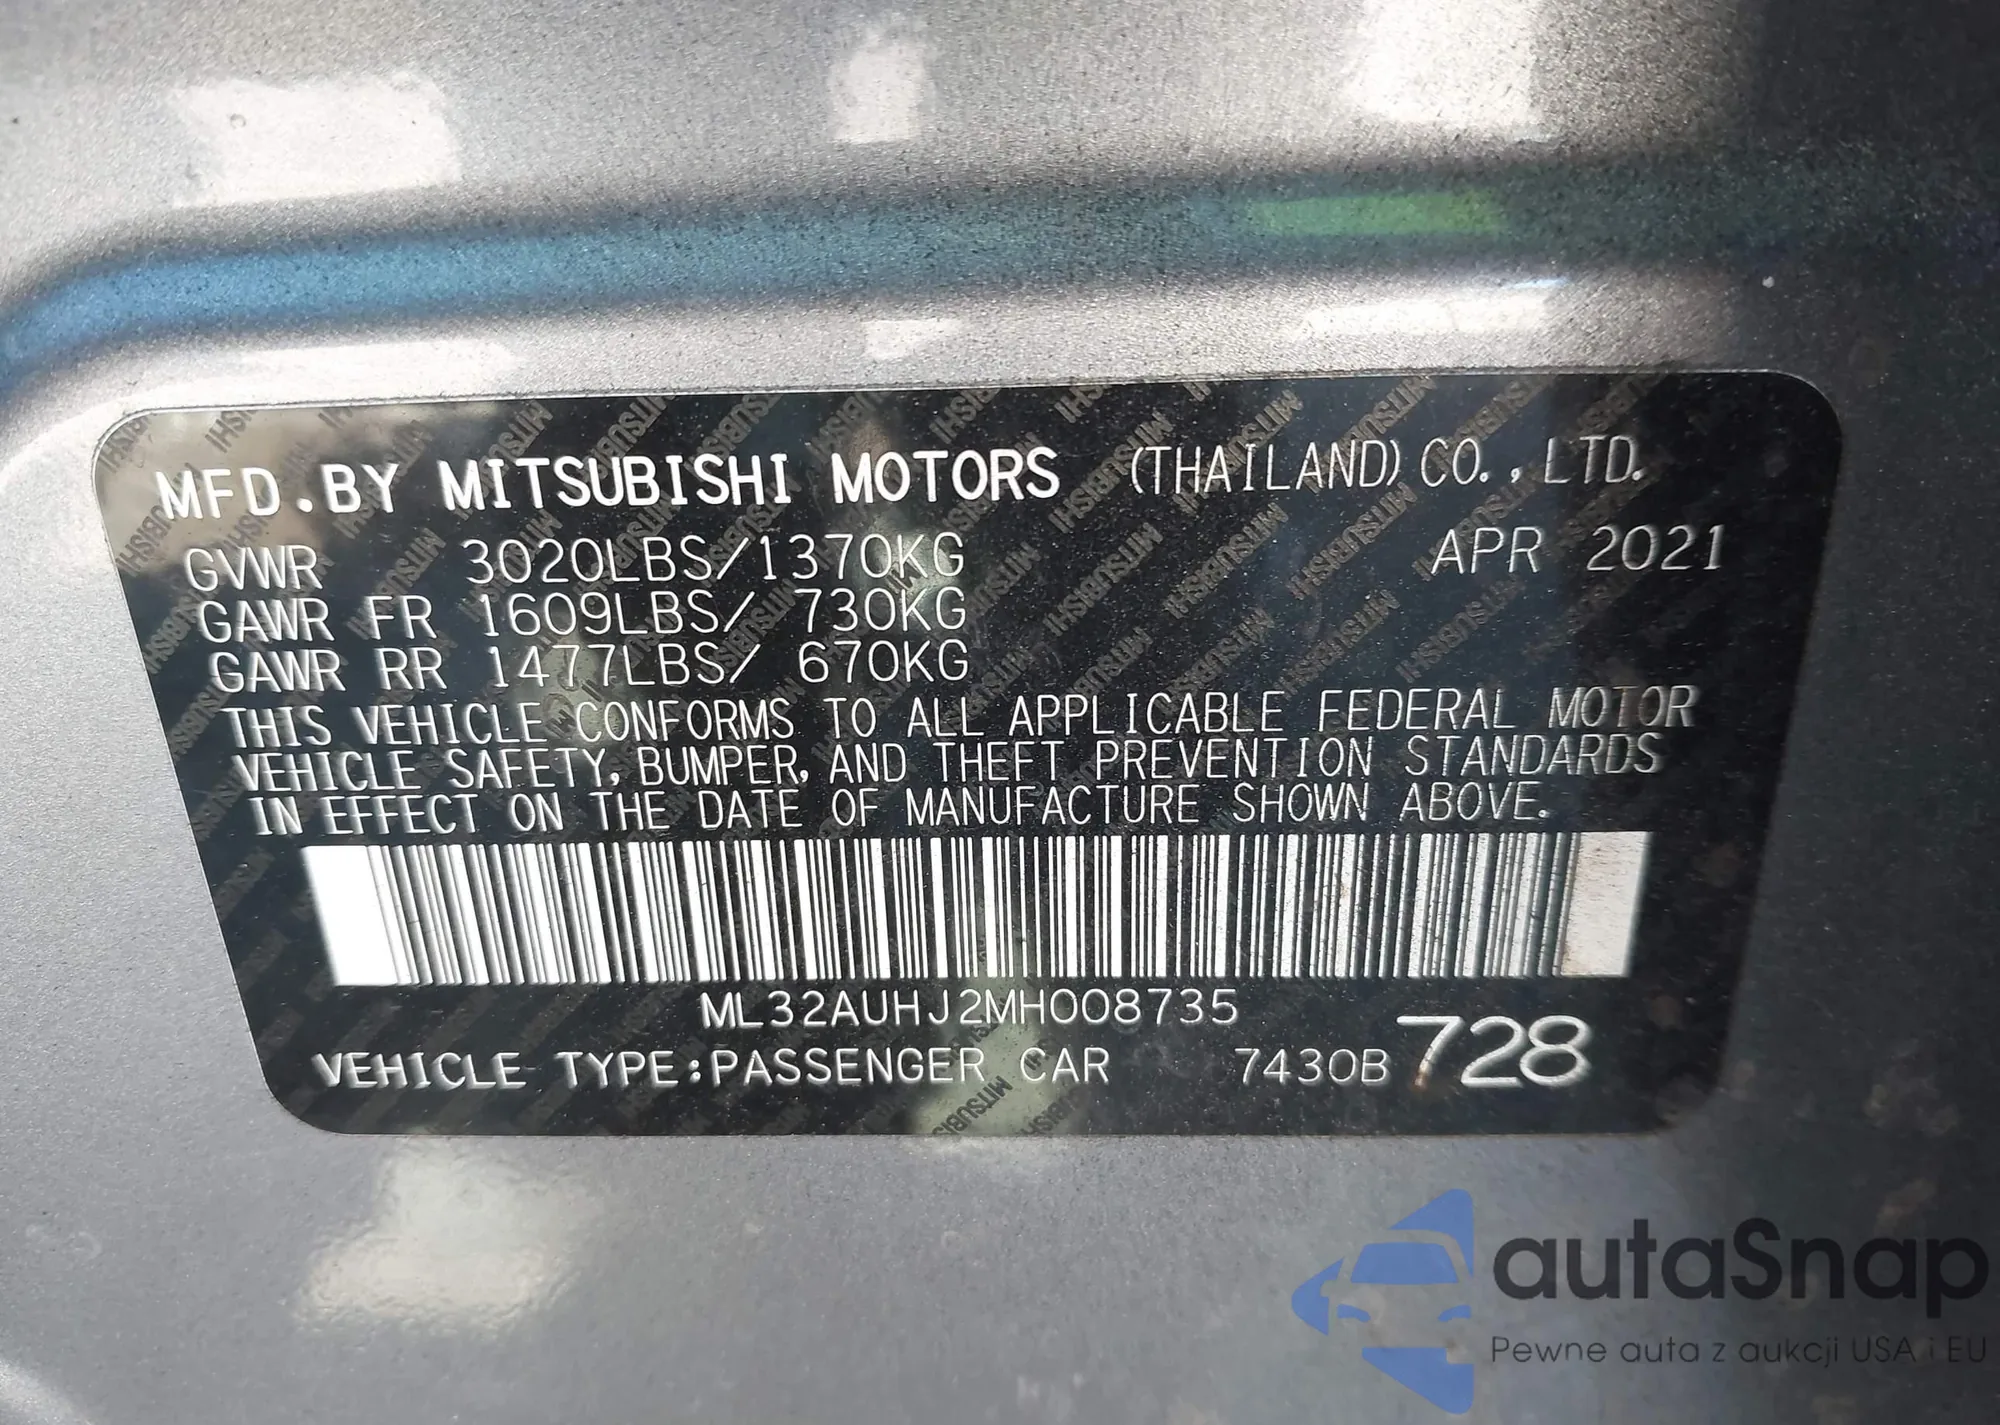 MFD.BY MITSUBISHI MOTORS (THAILAND) CO., LTD.
GVWR 3020LBS/1370KG APR 2021
GAWR FR 1609LBS/ 730KG
GAWR RR 1477LBS/ 670KG
THIS VEHICLE CONFORMS TO ALL APPLICABLE FEDERAL MOTOR
VEHICLE SAFETY, BUMPER, AND THEFT PREVENTION STANDARDS
IN EFFECT ON THE DATE OF MANUFACTURE SHOWN ABOVE.
ML32AUHJ2MH008735
VEHICLE TYPE:PASSENGER CAR 7430B 728
autaSnap
Pewne auta z aukcji USA i EU